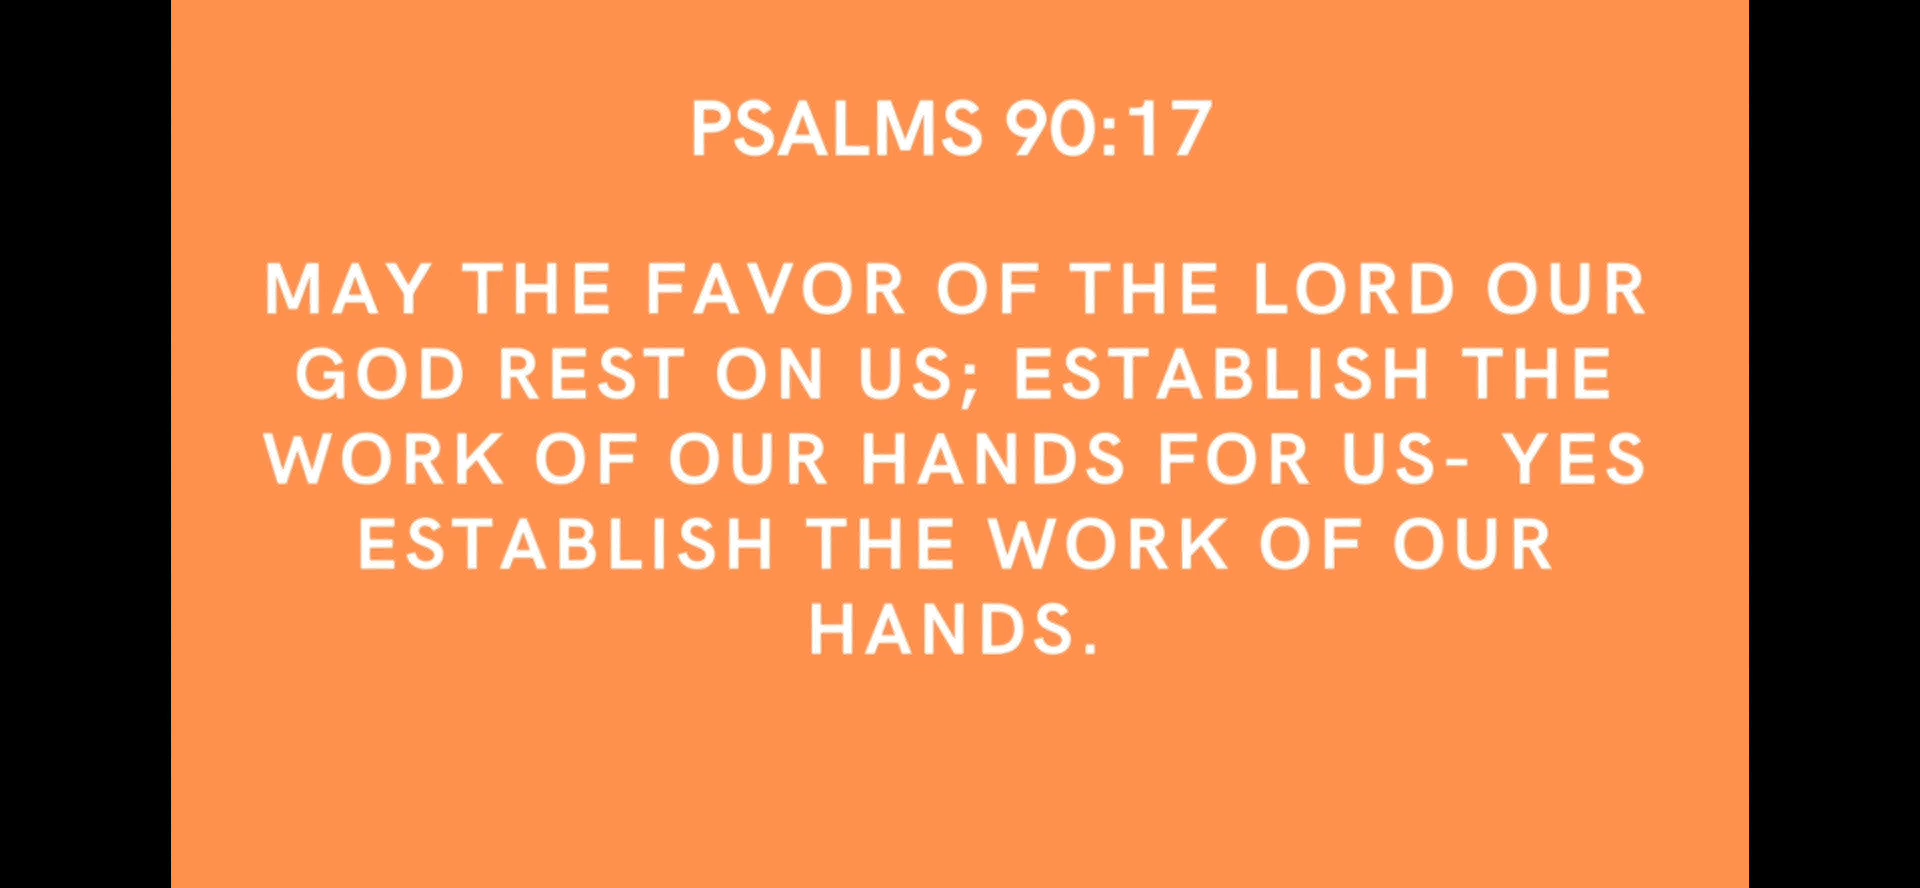 PSALMS 90:17
MAY THE FAVOR OF THE LORD OUR
GOD REST ON US; ESTABLISH THE
WORK OF OUR HANDS FOR US- YES
ESTABLISH THE WORK OF OUR
HANDS.